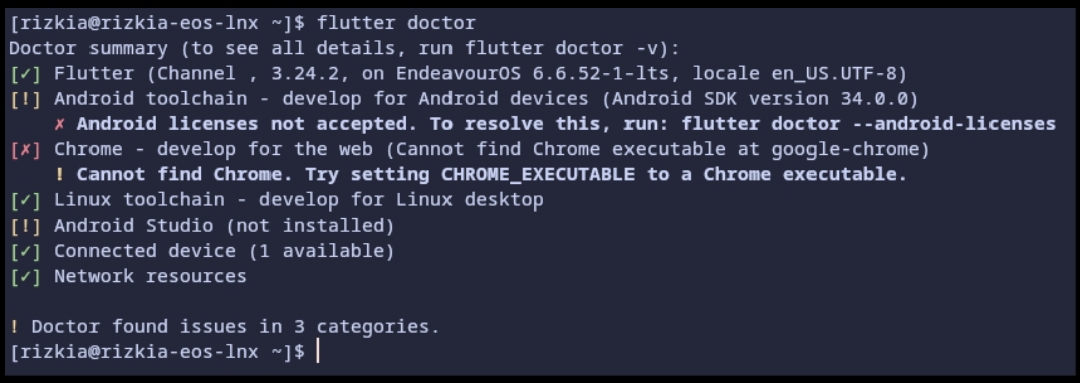 [rizkia@rizkia-eos-lnx ~]$ flutter doctor
Doctor summary (to see all details, run flutter doctor -v):
[✓] Flutter (Channel , 3.24.2, on EndeavourOS 6.6.52-1-lts, locale en_US.UTF-8)
[!] Android toolchain - develop for Android devices (Android SDK version 34.0.0)
    ✗ Android licenses not accepted. To resolve this, run: flutter doctor --android-licenses
[✗] Chrome - develop for the web (Cannot find Chrome executable at google-chrome)
    ! Cannot find Chrome. Try setting CHROME_EXECUTABLE to a Chrome executable.
[✓] Linux toolchain - develop for Linux desktop
[!] Android Studio (not installed)
[✓] Connected device (1 available)
[✓] Network resources

! Doctor found issues in 3 categories.
[rizkia@rizkia-eos-lnx ~]$